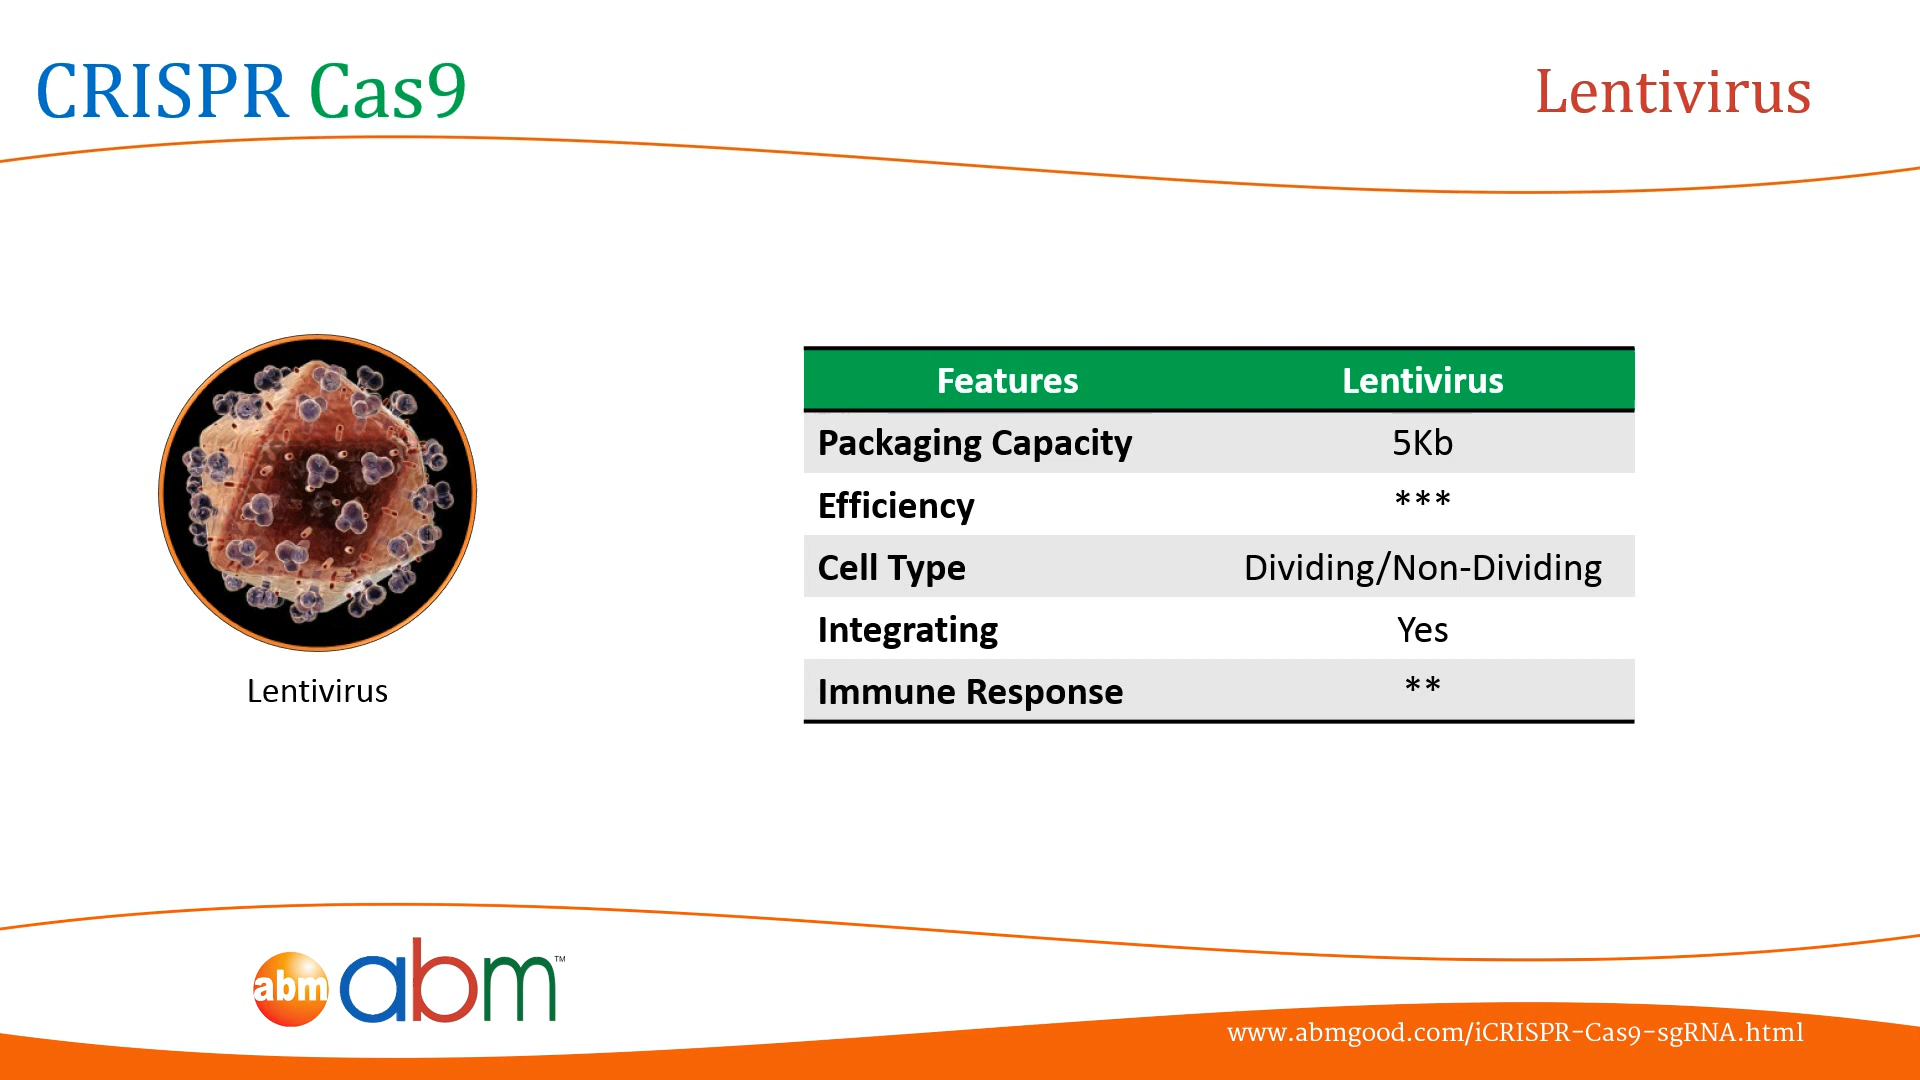 CRISPR Cas9
Lentivirus
Features Lentivirus
Packaging Capacity 5Kb
Efficiency ***
Cell Type Dividing/Non-Dividing
Integrating Yes
Immune Response **
Lentivirus
abm abm™
www.abmgood.com/iCRISPR-Cas9-sgRNA.html